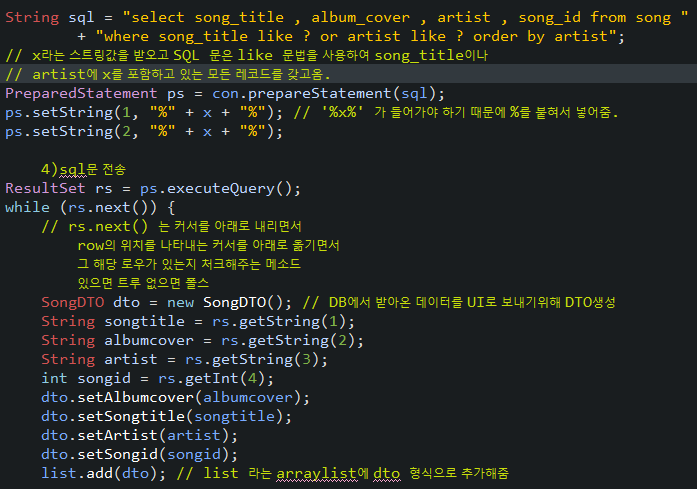 String sql = "select song_title , album_cover , artist , song_id from song "
+ "where song_title like ? or artist like ? order by artist";
// x라는 스트링값을 받오고 SQL 문은 like 문법을 사용하여 song_title이나
// artist에 x를 포함하고 있는 모든 레코드를 갖고옴.
PreparedStatement ps = con.prepareStatement(sql);
ps.setString(1, "%" + x + "%"); // '%x%' 가 들어가야 하기 때문에 %를 붙혀서 넣어줌.
ps.setString(2, "%" + x + "%");
4)sql문 전송
ResultSet rs = ps.executeQuery();
while (rs.next()) {
// rs.next() 는 커서를 아래로 내리면서
row의 위치를 나타내는 커서를 아래로 옮기면서
그 해당 로우가 있는지 처크해주는 메소드
있으면 트루 없으면 폴스
SongDTO dto = new SongDTO(); // DB에서 받아온 데이터를 UI로 보내기위해 DTO생성
String songtitle = rs.getString(1);
String albumcover = rs.getString(2);
String artist = rs.getString(3);
int songid = rs.getInt(4);
dto.setAlbumcover(albumcover);
dto.setSongtitle(songtitle);
dto.setArtist(artist);
dto.setSongid(songid);
list.add(dto); // list 라는 arraylist에 dto 형식으로 추가해줌